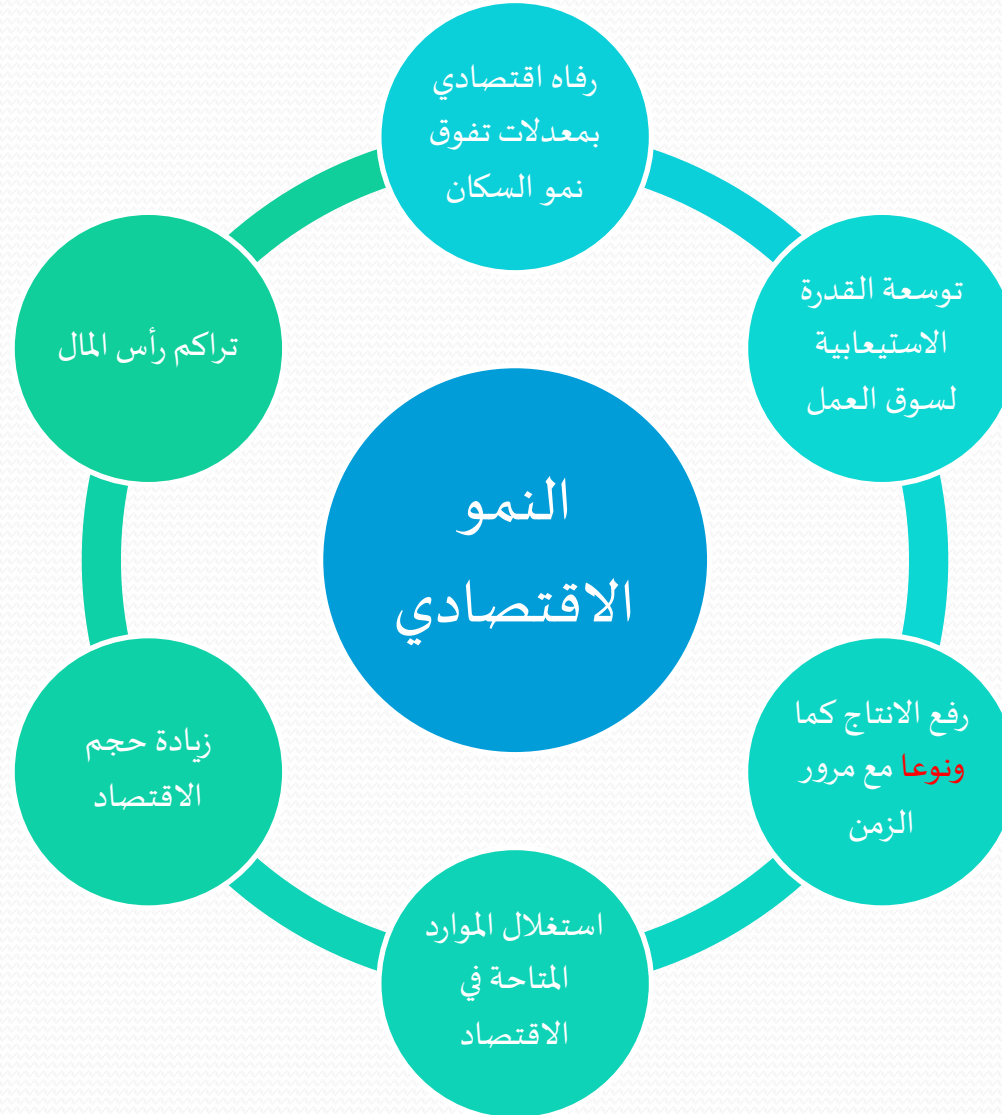 رفاه اقتصادي
بمعدلات تفوق
نمو السكان
توسعة القدرة
الاستيعابية
لسوق العمل
رفع الانتاج كما
ونوعا مع مرور
الزمن
استغلال الموارد
المتاحة في
الاقتصاد
زيادة حجم
الاقتصاد
تراكم رأس المال
النمو
الاقتصادي